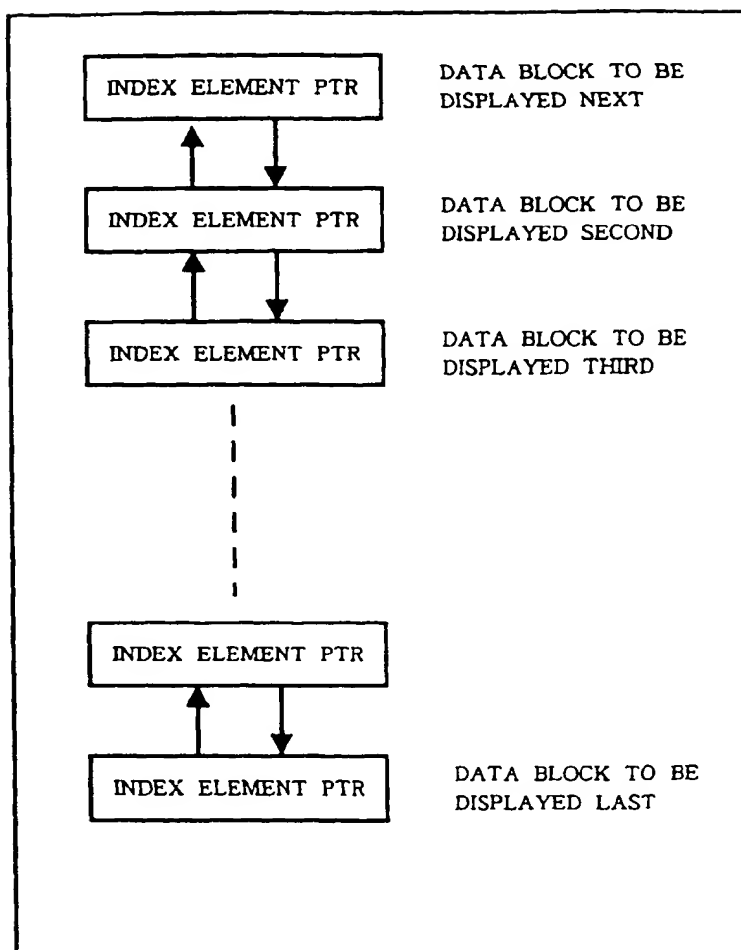 INDEX ELEMENT PTR
DATA BLOCK TO BE
DISPLAYED NEXT
INDEX ELEMENT PTR
DATA BLOCK TO BE
DISPLAYED SECOND
INDEX ELEMENT PTR
DATA BLOCK TO BE
DISPLAYED THIRD
INDEX ELEMENT PTR
INDEX ELEMENT PTR
DATA BLOCK TO BE
DISPLAYED LAST